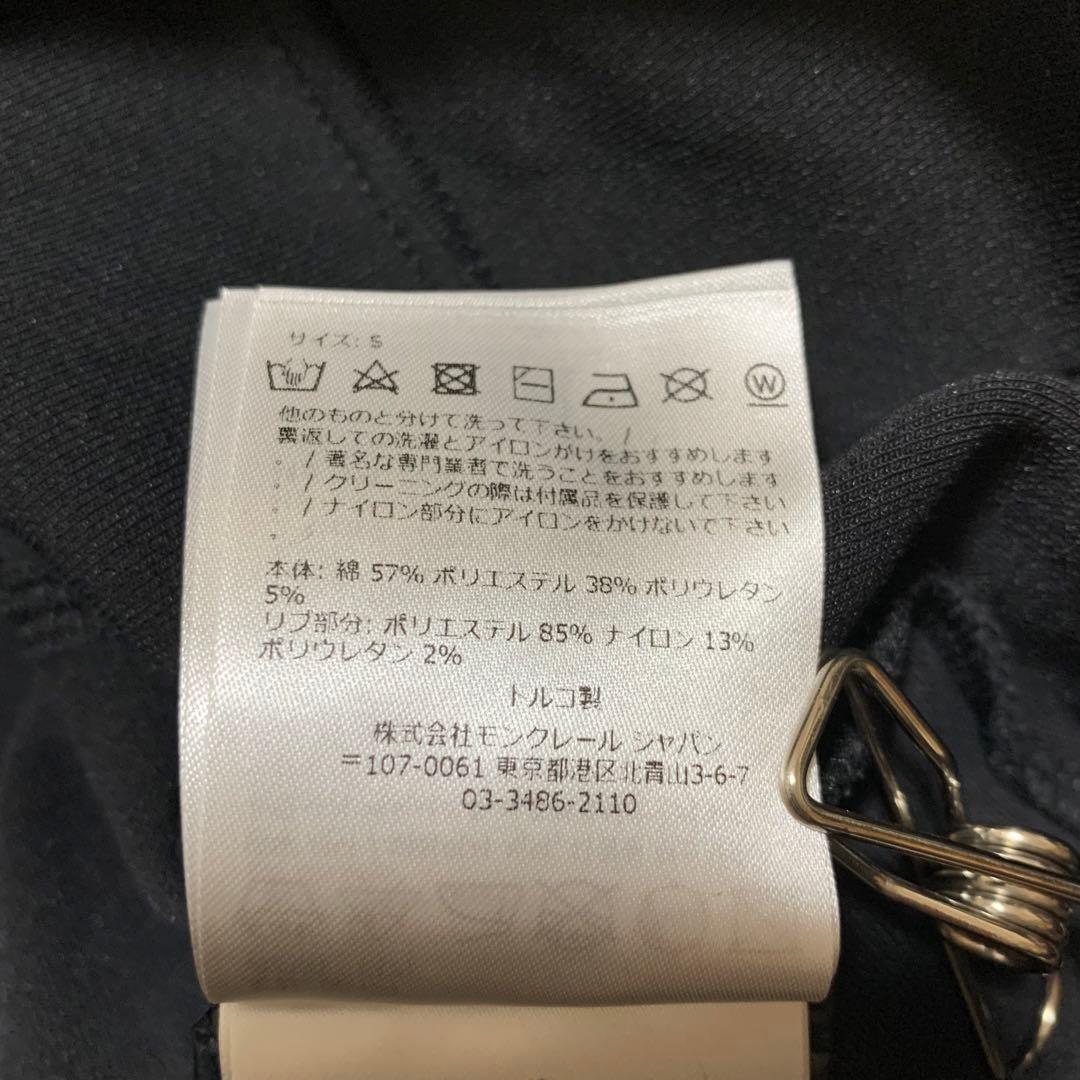 サイズ: S
W
他のものと分けて洗って下さい。/
裏返しての洗濯とアイロンがけをおすすめします
。/ 著名な専門業者で洗うことをおすすめします
。/ クリーニングの際は付属品を保護して下さい
。/ ナイロン部分にアイロンをかけないで下さい
。
本体: 綿 57% ポリエステル 38% ポリウレタン
5%
リブ部分: ポリエステル 85% ナイロン 13%
ポリウレタン 2%
トルコ製
株式会社モンクレール ジャパン
〒107-0061 東京都港区北青山3-6-7
03-3486-2110